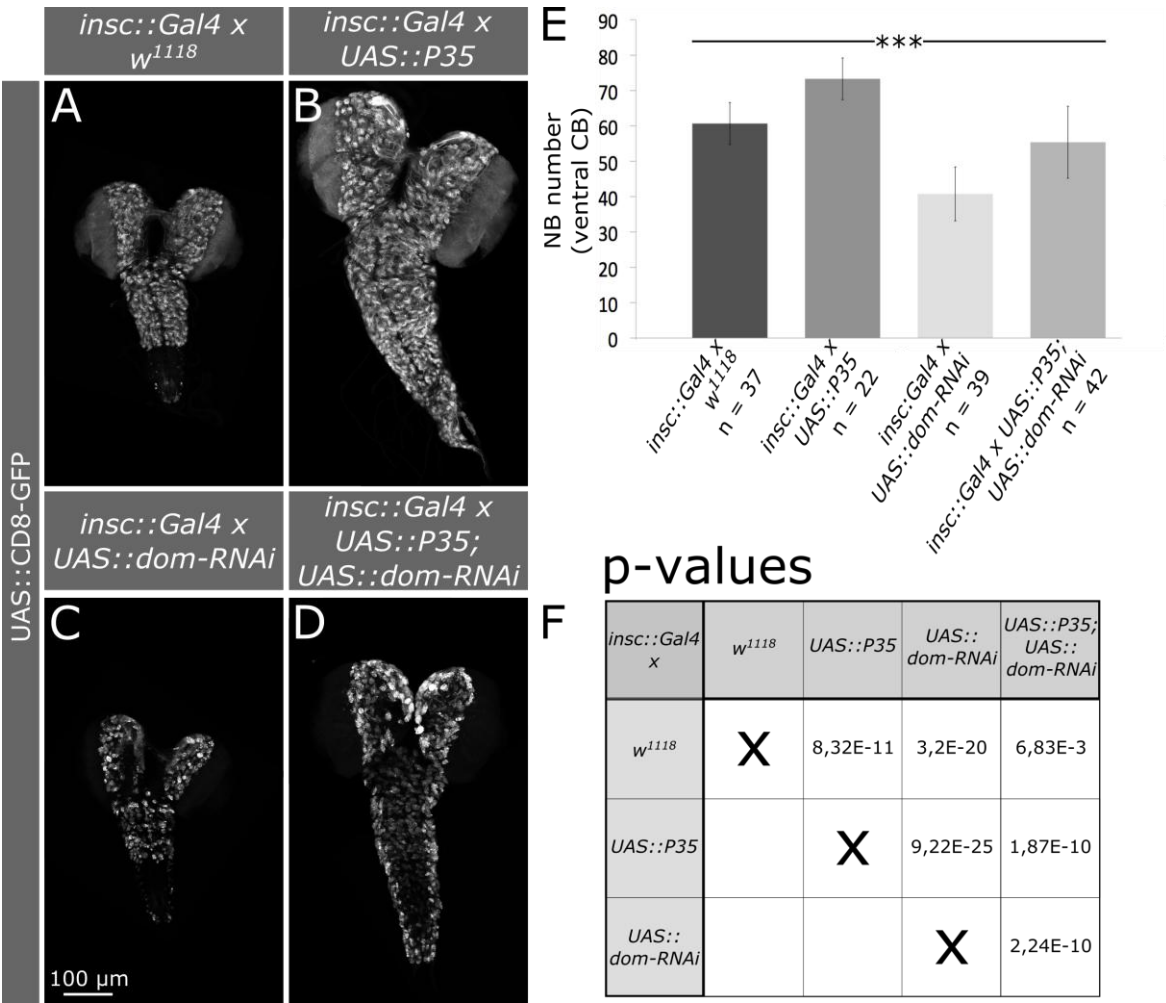 insc::Gal4 x
w1118
insc::Gal4 x
UAS::P35
UAS::CD8-GFP
A
B
insc::Gal4 x
UAS::dom-RNAi
insc::Gal4 x
UAS::P35;
UAS::dom-RNAi
C
100 µm
D
E
NB number
(ventral CB)
90
80
70
60
50
40
30
20
10
0
***
insc::Gal4 x
w1118
n = 37
insc::Gal4 x
UAS::P35
n = 22
insc:Gal4 x
UAS::dom-RNAi
n = 39
insc::Gal4 x UAS::P35;
UAS::dom-RNAi
n = 42
p-values
F
insc::Gal4
x
w1118
UAS::P35
UAS::
dom-RNAi
UAS::P35;
UAS::
dom-RNAi
w1118
X
8,32E-11
3,2E-20
6,83E-3
UAS::P35
X
9,22E-25
1,87E-10
UAS::
dom-RNAi
X
2,24E-10